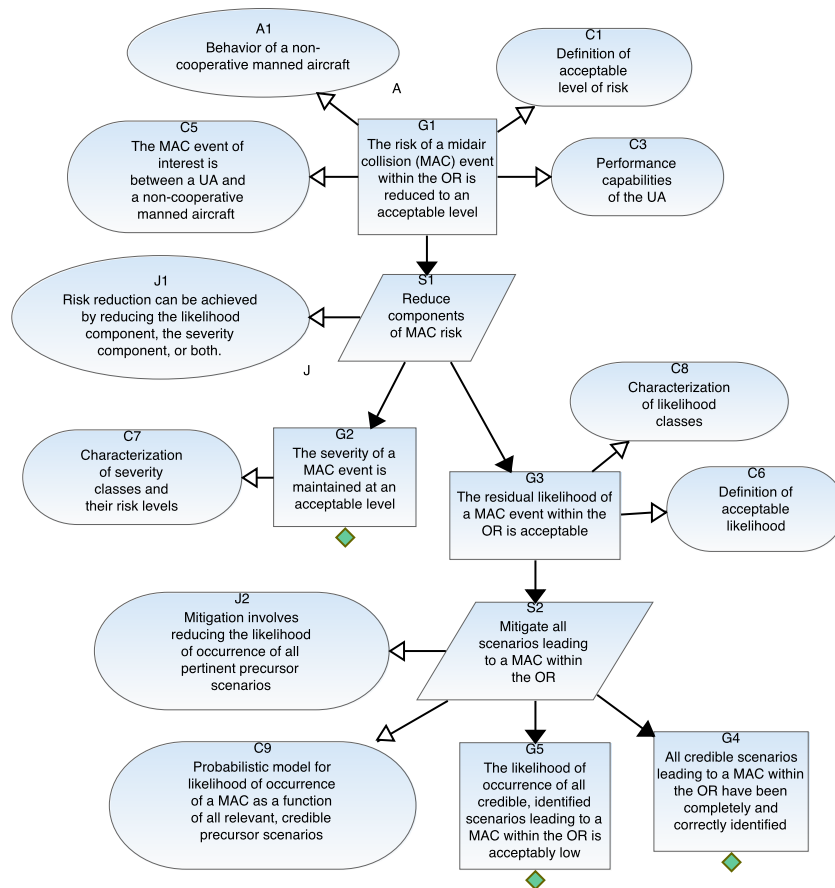 A1
Behavior of a non-
cooperative manned aircraft
A
C1
Definition of
acceptable
level of risk
C5
The MAC event of
interest is
between a UA and
a non-cooperative
manned aircraft
G1
The risk of a midair
collision (MAC) event
within the OR is
reduced to an
acceptable level
C3
Performance
capabilities
of the UA
J1
Risk reduction can be achieved
by reducing the likelihood
component, the severity
component, or both.
J
S1
Reduce
components
of MAC risk
C8
Characterization
of likelihood
classes
C7
Characterization
of severity
classes and
their risk levels
G2
The severity of a
MAC event is
maintained at an
acceptable level
G3
The residual likelihood of
a MAC event within the
OR is acceptable
C6
Definition of
acceptable
likelihood
J2
Mitigation involves
reducing the likelihood
of occurrence of all
pertinent precursor
scenarios
S2
Mitigate all
scenarios leading
to a MAC within
the OR
C9
Probabilistic model for
likelihood of occurrence
of a MAC as a function
of all relevant, credible
precursor scenarios
G5
The likelihood of
occurrence of all
credible, identified
scenarios leading to a
MAC within the OR is
acceptably low
G4
All credible scenarios
leading to a MAC within
the OR have been
completely and
correctly identified